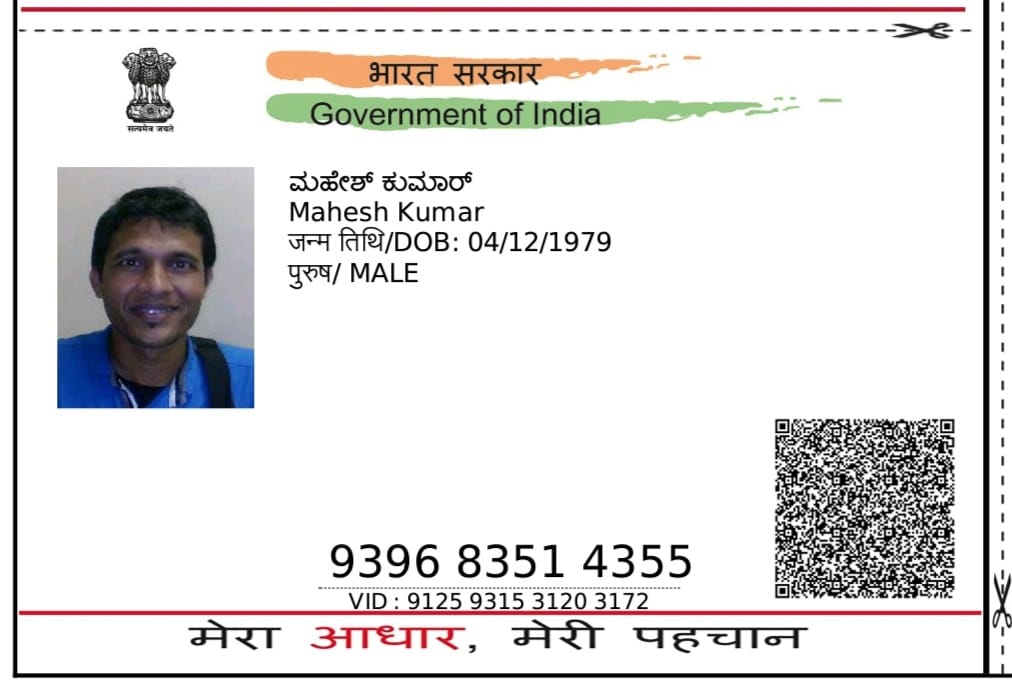 भारत सरकार
Government of India
सत्यमेव जयते
ಮಹೇಶ್ ಕುಮಾರ್
Mahesh Kumar
जन्म तिथि/DOB: 04/12/1979
पुरुष/ MALE
9396 8351 4355
VID : 9125 9315 3120 3172
मेरा आधार, मेरी पहचान